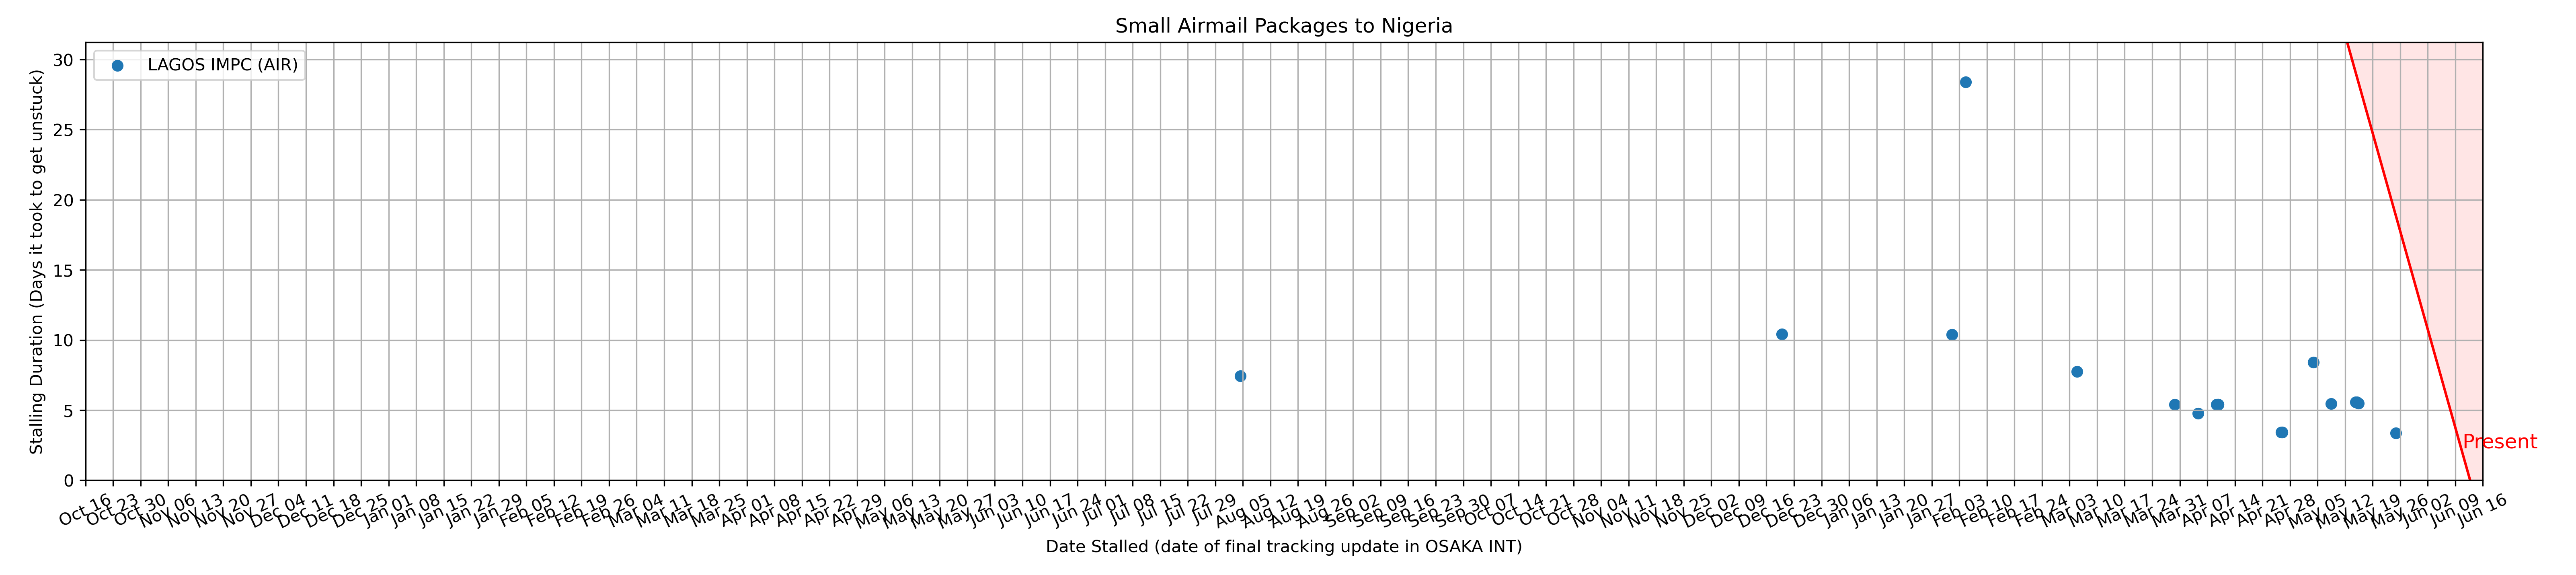 Small Airmail Packages to Nigeria
LAGOS IMPC (AIR)
Stalling Duration (Days it took to get unstuck)
30
25
20
15
10
5
0
Present
Oct 16
Oct 23
Oct 30
Nov 06
Nov 13
Nov 20
Nov 27
Dec 04
Dec 11
Dec 18
Dec 25
Jan 01
Jan 08
Jan 15
Jan 22
Jan 29
Feb 05
Feb 12
Feb 19
Feb 26
Mar 04
Mar 11
Mar 18
Mar 25
Apr 01
Apr 08
Apr 15
Apr 22
Apr 29
May 06
May 13
May 20
May 27
Jun 03
Jun 10
Jun 17
Jun 24
Jul 01
Jul 08
Jul 15
Jul 22
Jul 29
Aug 05
Aug 12
Aug 19
Aug 26
Sep 02
Sep 09
Sep 16
Sep 23
Sep 30
Oct 07
Oct 14
Oct 21
Oct 28
Nov 04
Nov 11
Nov 18
Nov 25
Dec 02
Dec 09
Dec 16
Dec 23
Dec 30
Jan 06
Jan 13
Jan 20
Jan 27
Feb 03
Feb 10
Feb 17
Feb 24
Mar 03
Mar 10
Mar 17
Mar 24
Mar 31
Apr 07
Apr 14
Apr 21
Apr 28
May 05
May 12
May 19
May 26
Jun 02
Jun 09
Jun 16
Date Stalled (date of final tracking update in OSAKA INT)